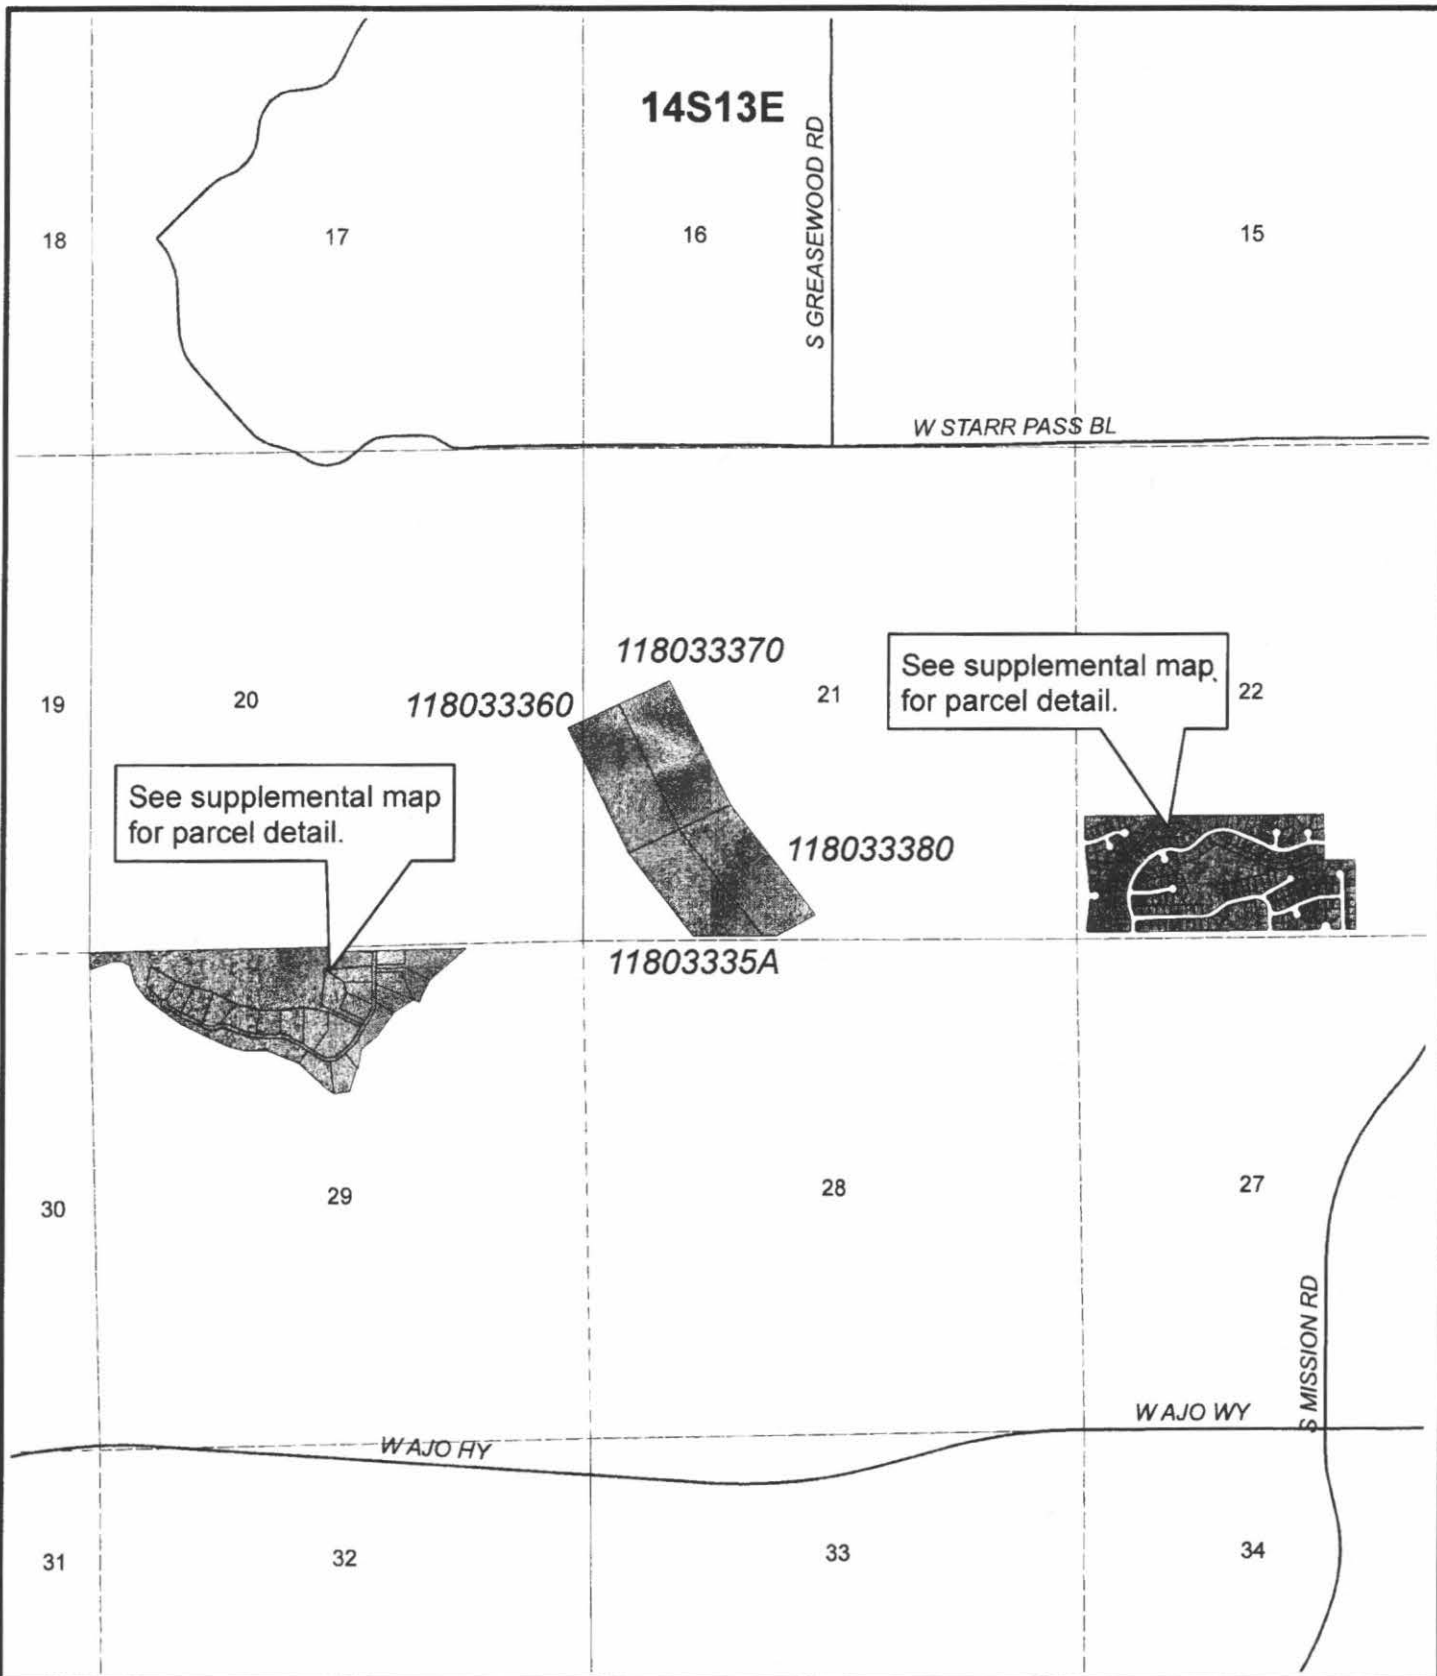 14S13E
S GREASEWOOD RD
18
17
16
15
W STARR PASS BL
118033370
118033360
See supplemental map
for parcel detail.
19
20
21
22
See supplemental map
for parcel detail.
118033380
11803335A
30
29
28
27
S MISSION RD
W AJO WY
W AJO HY
31
32
33
34